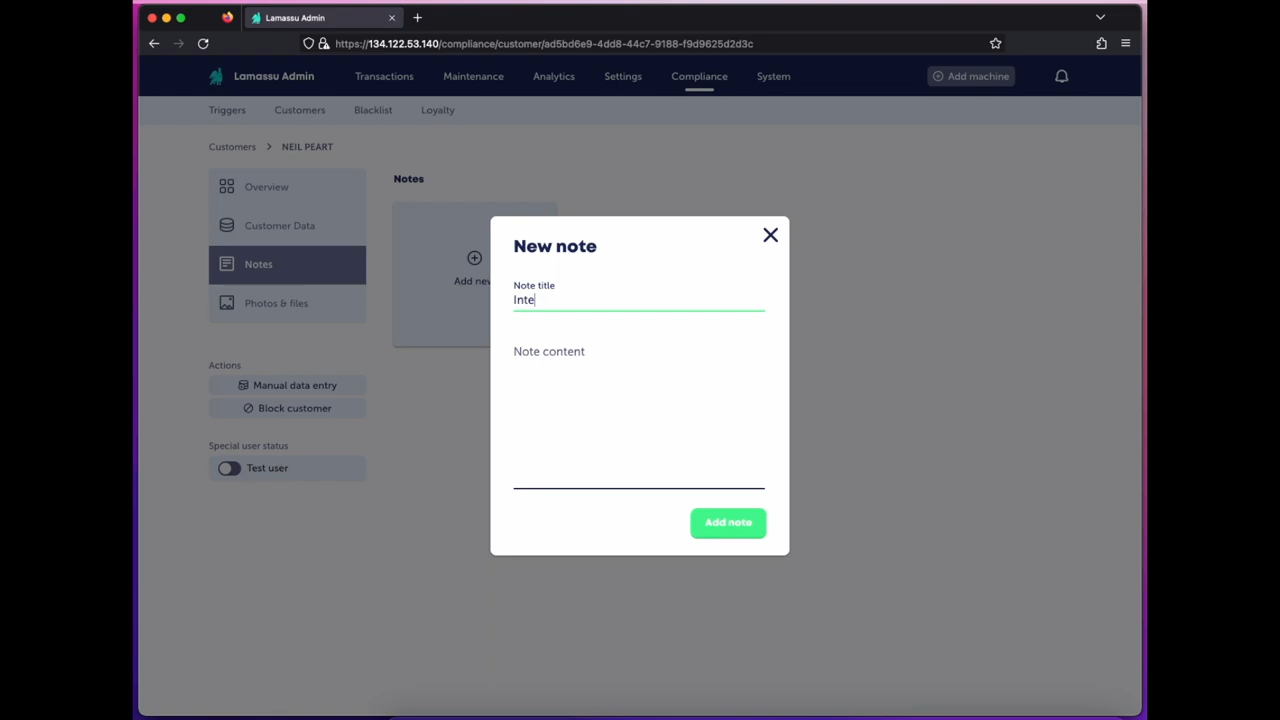 Lamassu Admin
https://134.122.53.140/compliance/customer/ad5bd6e9-4dd8-44c7-9188-f9d9625d2d3c
Lamassu Admin Transactions Maintenance Analytics Settings Compliance System Add machine
Triggers Customers Blacklist Loyalty
Customers NEIL PEART
Overview
Customer Data
Notes
Photos & files
Actions
Manual data entry
Block customer
Special user status
Test user
Notes
Add new
New note
Note title
Inte
Note content
Add note